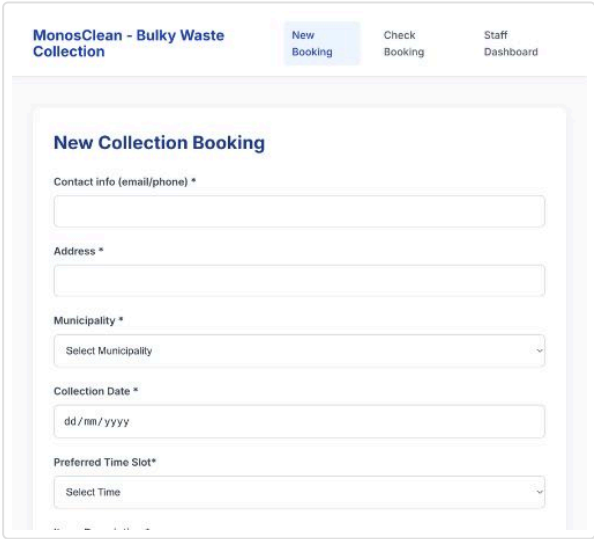 MonosClean - Bulky Waste
Collection
New
Booking
Check
Booking
Staff
Dashboard
New Collection Booking
Contact info (email/phone) *
Address *
Municipality *
Select Municipality
Collection Date *
dd/mm/yyyy
Preferred Time Slot*
Select Time